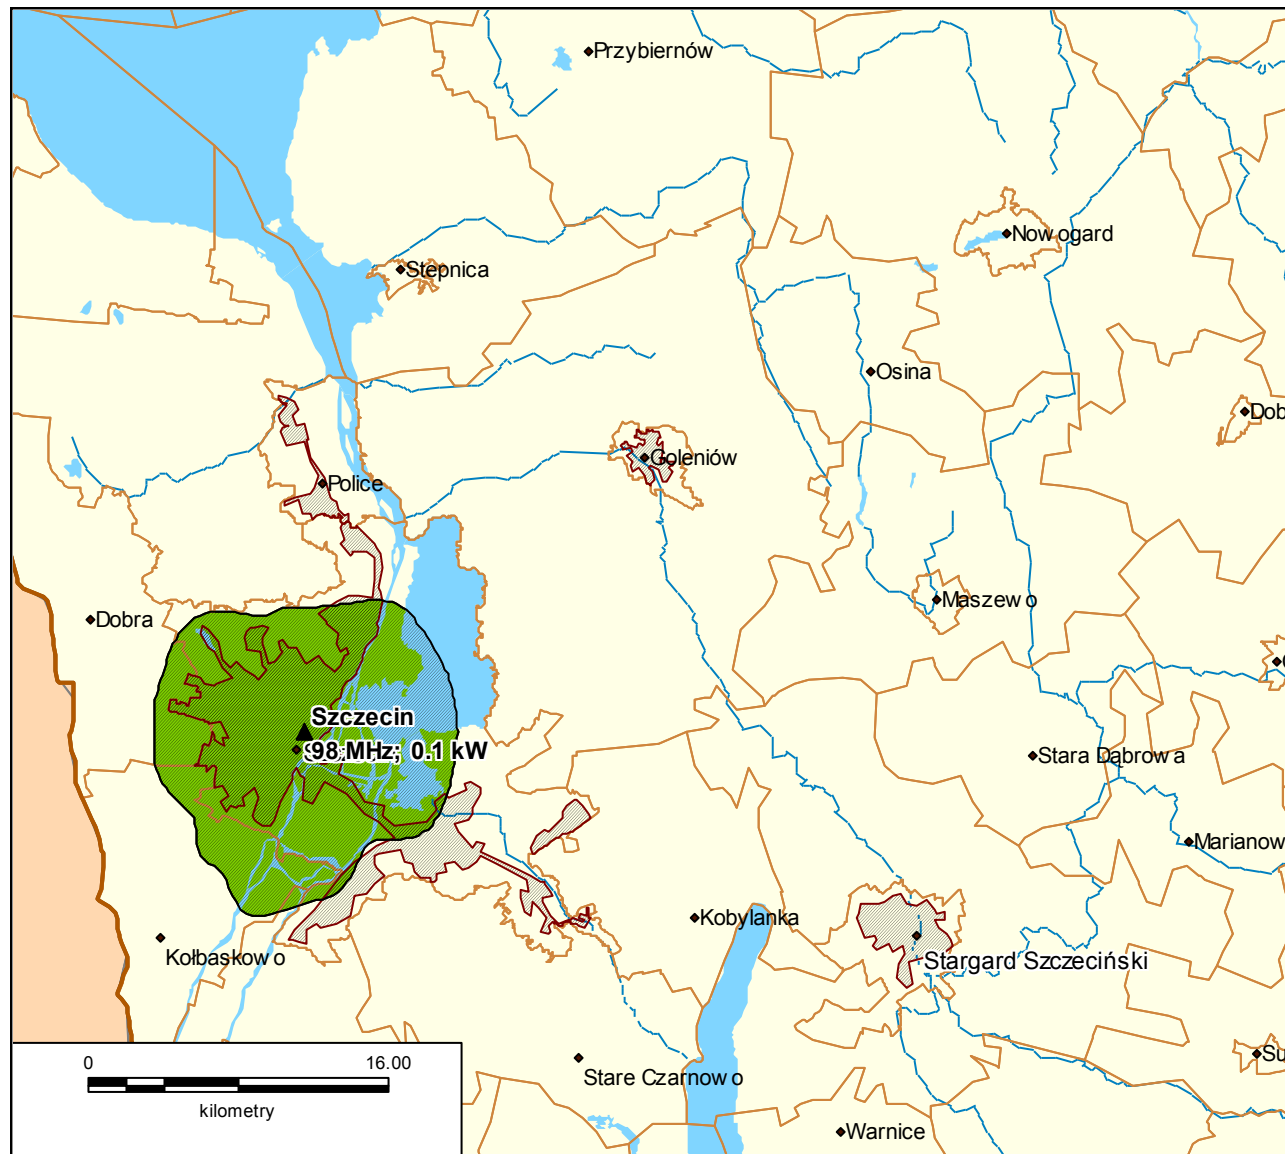 Przybiernów
Nowogard
Stepnica
Osina
Dob
Goleniów
Police
Maszewo
Dobra
Szczecin
98 MHz; 0.1 kW
Stara Dąbrowa
Marianow
Kobylanka
Kołbaskowo
Stargard Szczeciński
Su
0 16.00
kilometry
Stare Czarnowo
Warnice